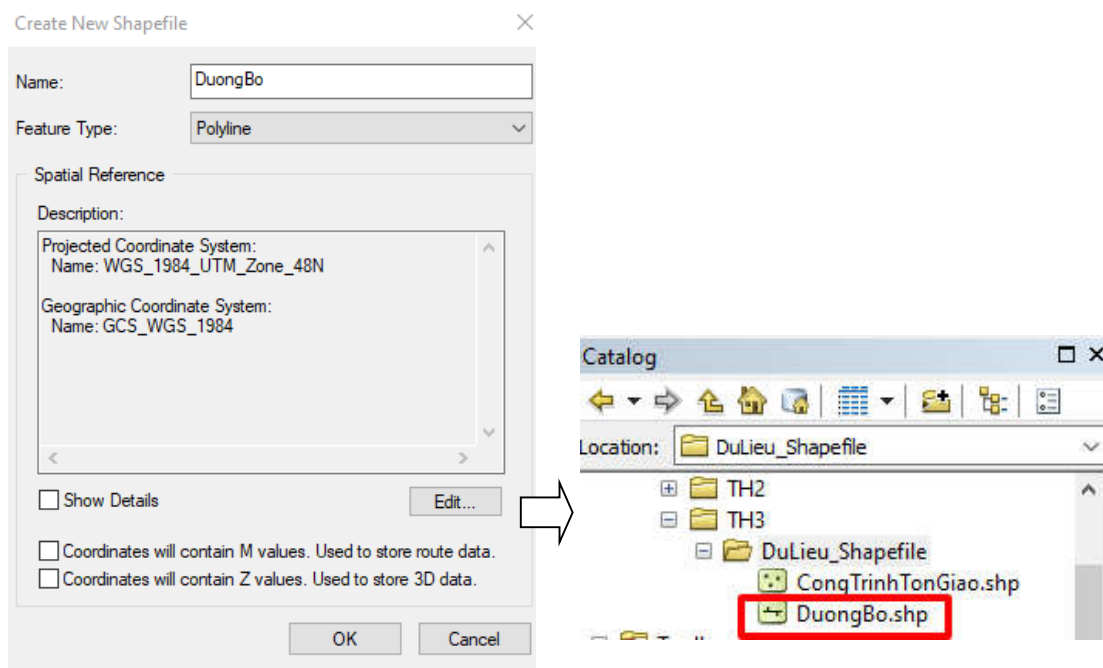 Create New Shapefile
Name: DuongBo
Feature Type: Polyline
Spatial Reference
Description:
Projected Coordinate System:
Name: WGS_1984_UTM_Zone_48N
Geographic Coordinate System:
Name: GCS_WGS_1984
Show Details Edit...
Coordinates will contain M values. Used to store route data.
Coordinates will contain Z values. Used to store 3D data.
OK Cancel
Catalog
Location: DuLieu_Shapefile
TH2
TH3
DuLieu_Shapefile
CongTrinhTonGiao.shp
DuongBo.shp